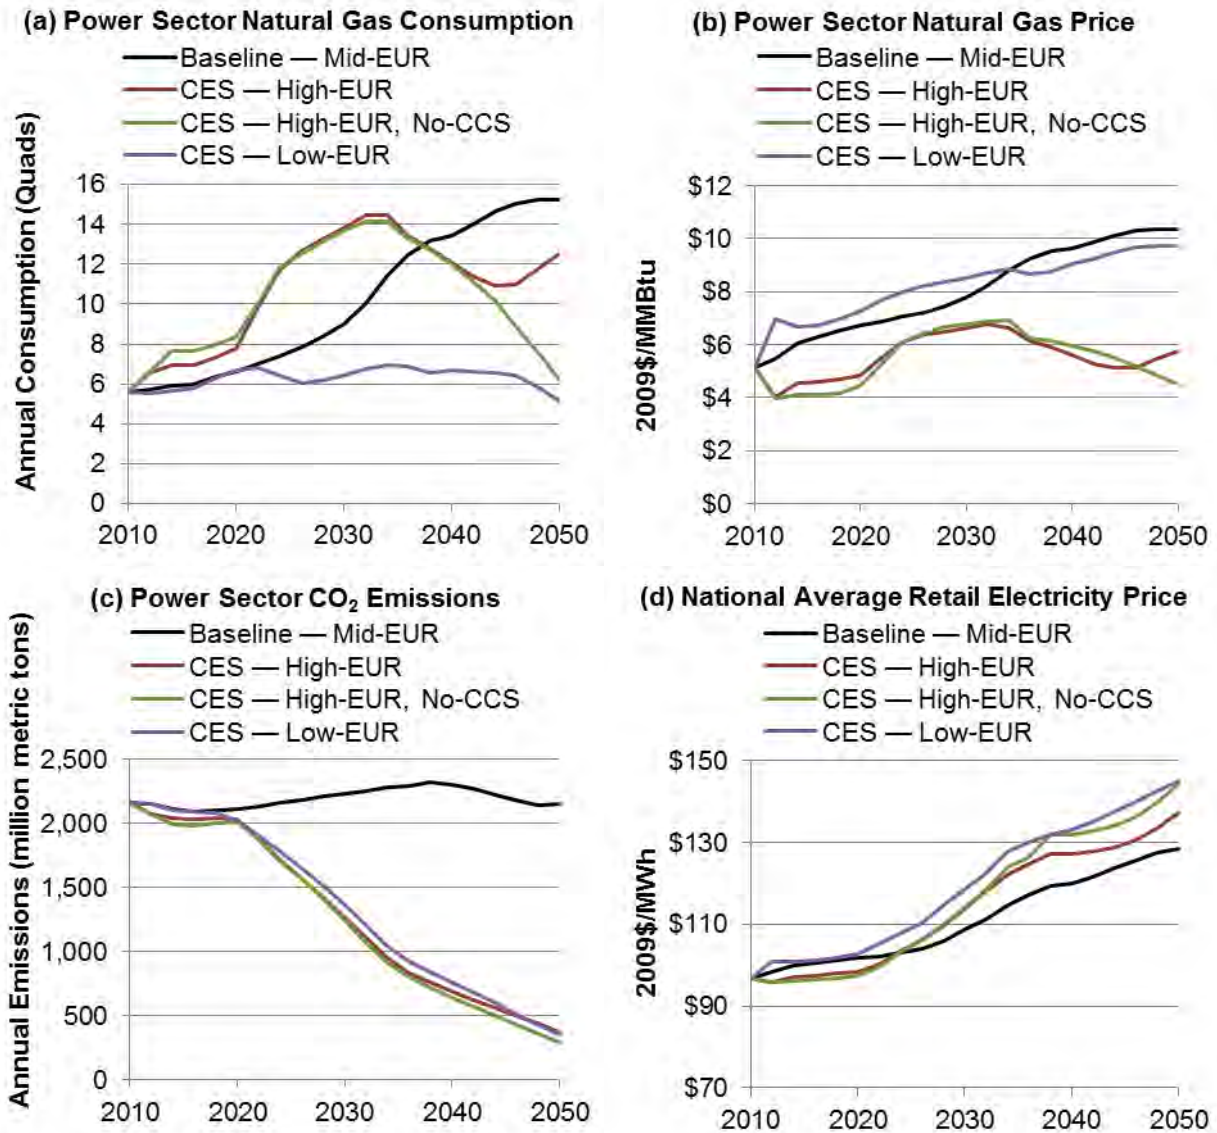 (a) Power Sector Natural Gas Consumption
Baseline — Mid-EUR
CES — High-EUR
CES — High-EUR, No-CCS
CES — Low-EUR
Annual Consumption (Quads)
16
14
12
10
8
6
4
2
0
2010 2020 2030 2040 2050
(b) Power Sector Natural Gas Price
Baseline — Mid-EUR
CES — High-EUR
CES — High-EUR, No-CCS
CES — Low-EUR
2009$/MMBtu
$12
$10
$8
$6
$4
$2
$0
2010 2020 2030 2040 2050
(c) Power Sector CO₂ Emissions
Baseline — Mid-EUR
CES — High-EUR
CES — High-EUR, No-CCS
CES — Low-EUR
Annual Emissions (million metric tons)
2,500
2,000
1,500
1,000
500
0
2010 2020 2030 2040 2050
(d) National Average Retail Electricity Price
Baseline — Mid-EUR
CES — High-EUR
CES — High-EUR, No-CCS
CES — Low-EUR
2009$/MWh
$150
$130
$110
$90
$70
2010 2020 2030 2040 2050